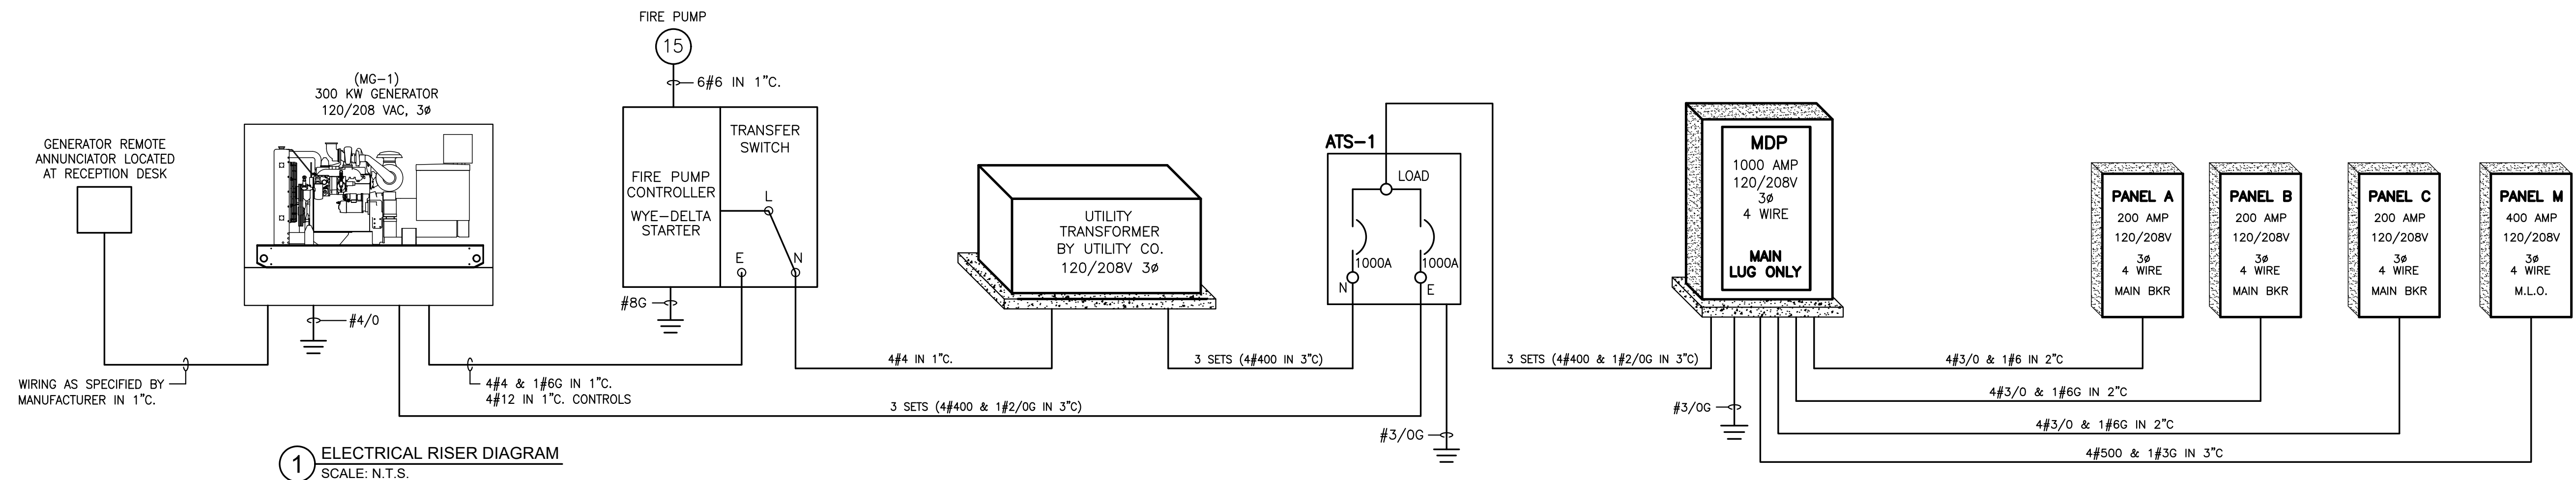 FIRE PUMP
15
6#6 IN 1"C.
(MG-1)
300 KW GENERATOR
120/208 VAC, 3ø
GENERATOR REMOTE
ANNUNCIATOR LOCATED
AT RECEPTION DESK
WIRING AS SPECIFIED BY
MANUFACTURER IN 1"C.
#4/0
4#4 & 1#6G IN 1"C.
4#12 IN 1"C. CONTROLS
FIRE PUMP
CONTROLLER
WYE-DELTA
STARTER
TRANSFER
SWITCH
L
E
N
#8G
4#4 IN 1"C.
UTILITY
TRANSFORMER
BY UTILITY CO.
120/208V 3ø
3 SETS (4#400 IN 3"C)
3 SETS (4#400 & 1#2/0G IN 3"C)
ATS-1
LOAD
1000A
1000A
N
E
#3/0G
3 SETS (4#400 & 1#2/0G IN 3"C)
MDP
1000 AMP
120/208V
3ø
4 WIRE
MAIN
LUG ONLY
#3/0G
PANEL A
200 AMP
120/208V
3ø
4 WIRE
MAIN BKR
PANEL B
200 AMP
120/208V
3ø
4 WIRE
MAIN BKR
PANEL C
200 AMP
120/208V
3ø
4 WIRE
MAIN BKR
PANEL M
400 AMP
120/208V
3ø
4 WIRE
M.L.O.
4#3/0 & 1#6 IN 2"C
4#3/0 & 1#6G IN 2"C
4#3/0 & 1#6G IN 2"C
4#500 & 1#3G IN 3"C
1
ELECTRICAL RISER DIAGRAM
SCALE: N.T.S.